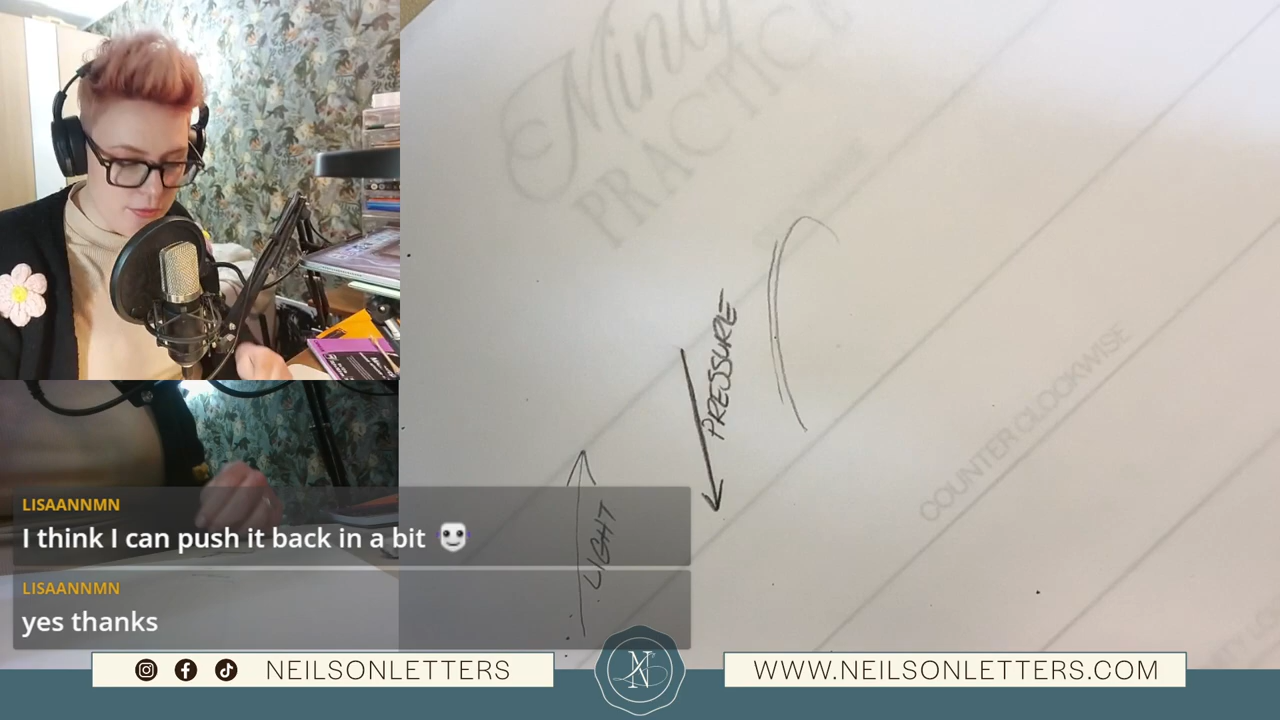 PRACTICE
PRESSURE
LIGHT
COUNTER CLOCKWISE
LISAANNMN
I think I can push it back in a bit
LISAANNMN
yes thanks
NEILSONLETTERS
WWW.NEILSONLETTERS.COM